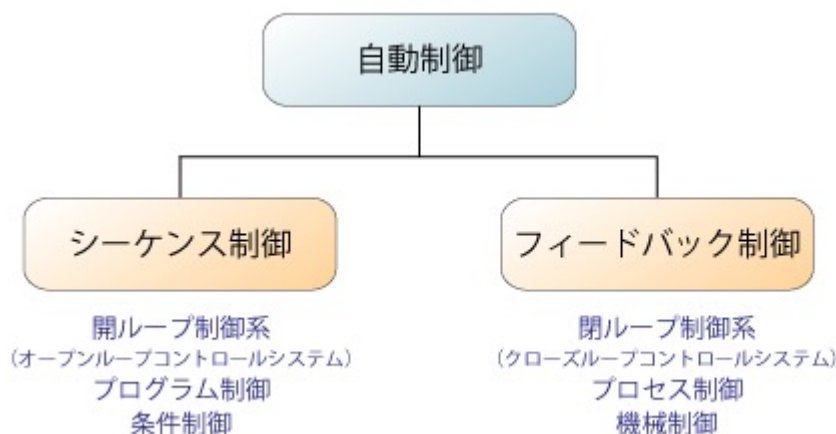 自動制御
シーケンス制御
開ループ制御系
(オープンループコントロールシステム)
プログラム制御
条件制御
フィードバック制御
閉ループ制御系
(クローズループコントロールシステム)
プロセス制御
機械制御